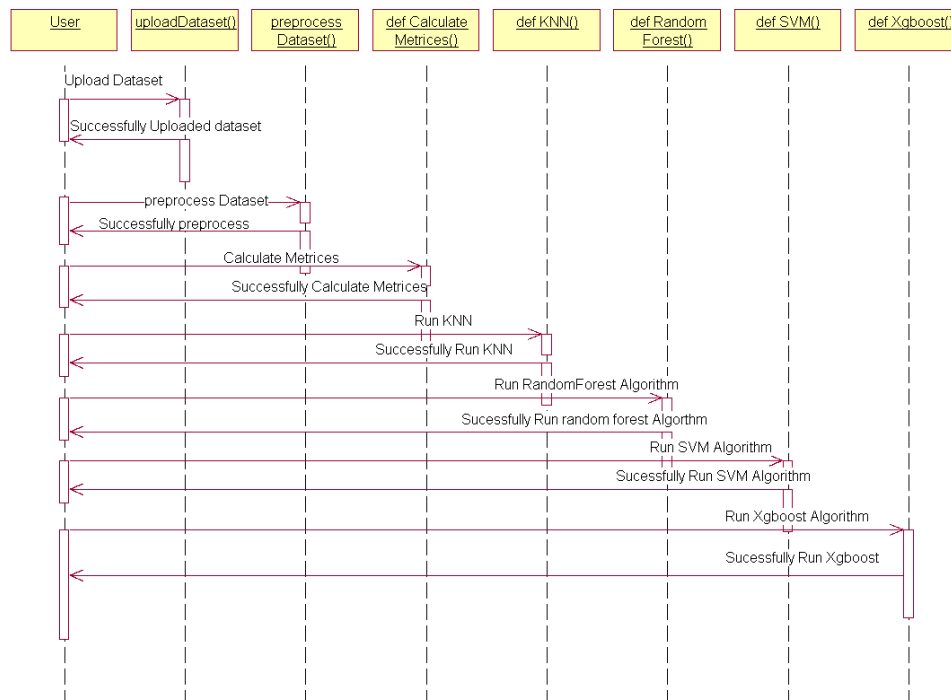 User
uploadDataset()
preprocess
Dataset()
def Calculate
Metrices()
def KNN()
def Random
Forest()
def SVM()
def Xgboost()
Upload Dataset
Successfully Uploaded dataset
preprocess Dataset
Successfully preprocess
Calculate Metrices
Successfully Calculate Metrices
Run KNN
Successfully Run KNN
Run RandomForest Algorithm
Sucessfully Run random forest Algorthm
Run SVM Algorithm
Sucessfully Run SVM Algorithm
Run Xgboost Algorithm
Sucessfully Run Xgboost